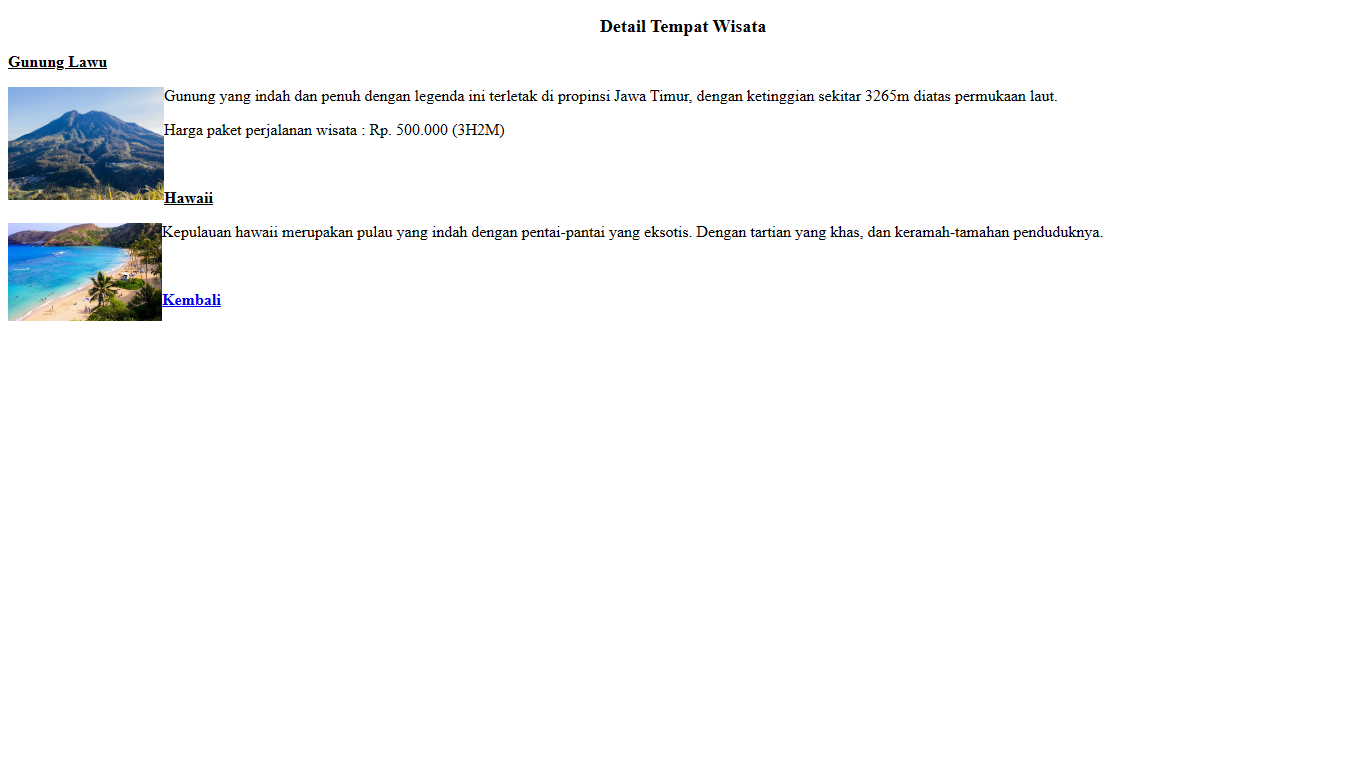 Detail Tempat Wisata
Gunung Lawu
Gunung yang indah dan penuh dengan legenda ini terletak di propinsi Jawa Timur, dengan ketinggian sekitar 3265m diatas permukaan laut.
Harga paket perjalanan wisata : Rp. 500.000 (3H2M)
Hawaii
Kepulauan hawaii merupakan pulau yang indah dengan pentai-pantai yang eksotis. Dengan tartian yang khas, dan keramah-tamahan penduduknya.
Kembali